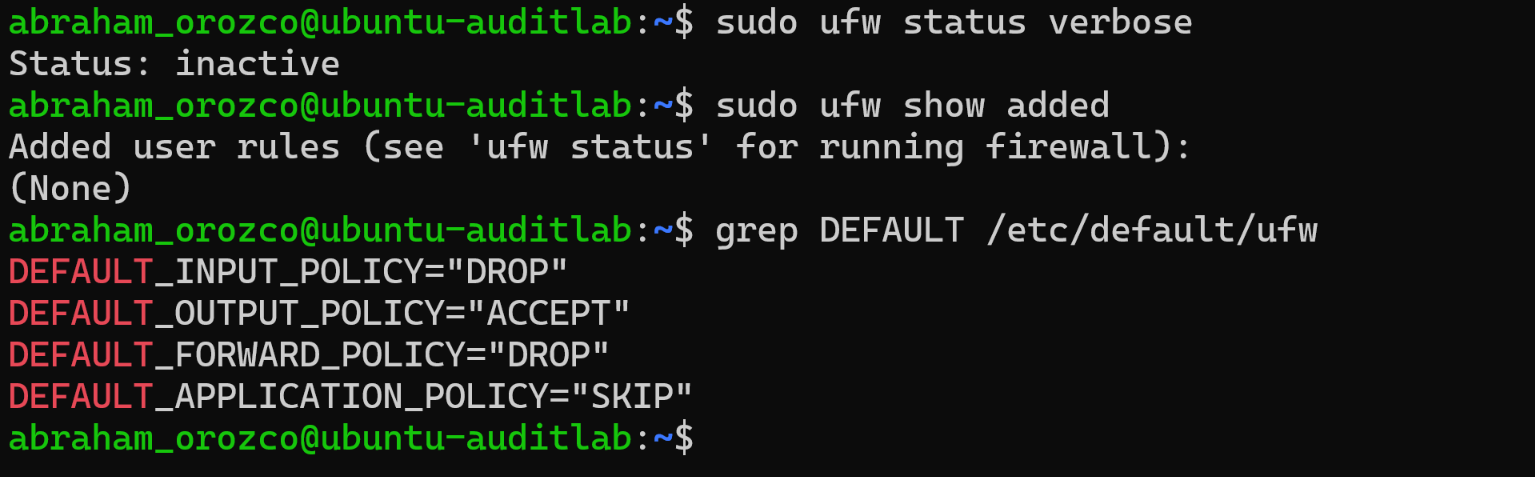 abraham_orozco@ubuntu-auditlab:~$ sudo ufw status verbose
Status: inactive
abraham_orozco@ubuntu-auditlab:~$ sudo ufw show added
Added user rules (see 'ufw status' for running firewall):
(None)
abraham_orozco@ubuntu-auditlab:~$ grep DEFAULT /etc/default/ufw
DEFAULT_INPUT_POLICY="DROP"
DEFAULT_OUTPUT_POLICY="ACCEPT"
DEFAULT_FORWARD_POLICY="DROP"
DEFAULT_APPLICATION_POLICY="SKIP"
abraham_orozco@ubuntu-auditlab:~$